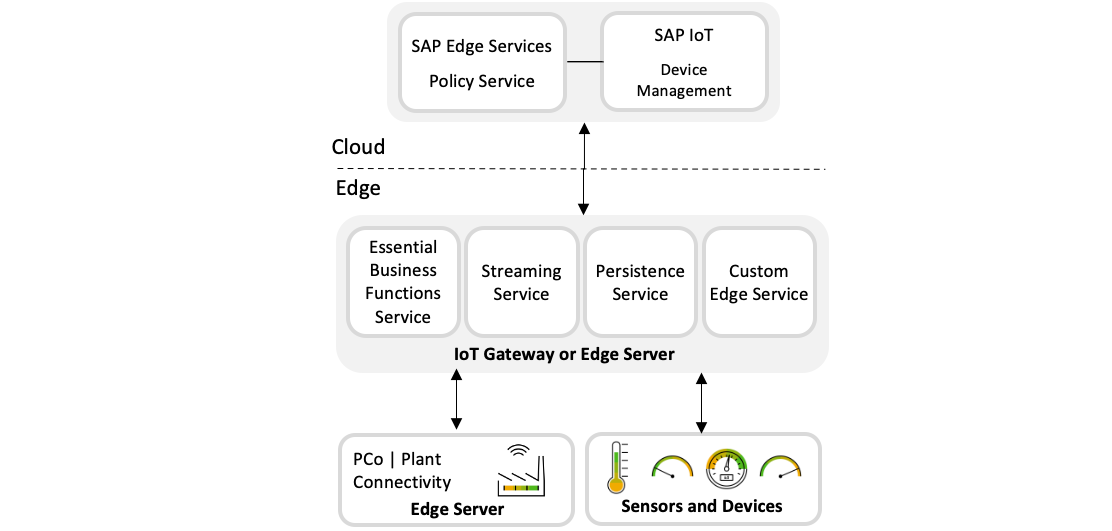 SAP Edge Services
Policy Service
SAP IoT
Device
Management
Cloud
Edge
Essential
Business
Functions
Service
Streaming
Service
Persistence
Service
Custom
Edge Service
IoT Gateway or Edge Server
PCo | Plant
Connectivity
Edge Server
Sensors and Devices